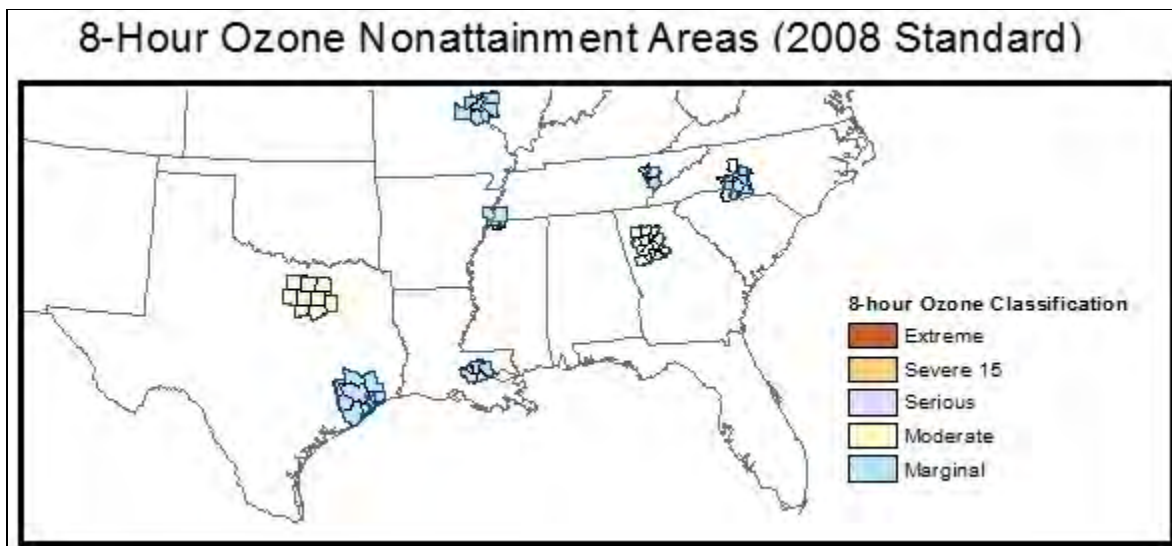 8-Hour Ozone Nonattainment Areas (2008 Standard)
8-hour Ozone Classification
Extreme
Severe 15
Serious
Moderate
Marginal